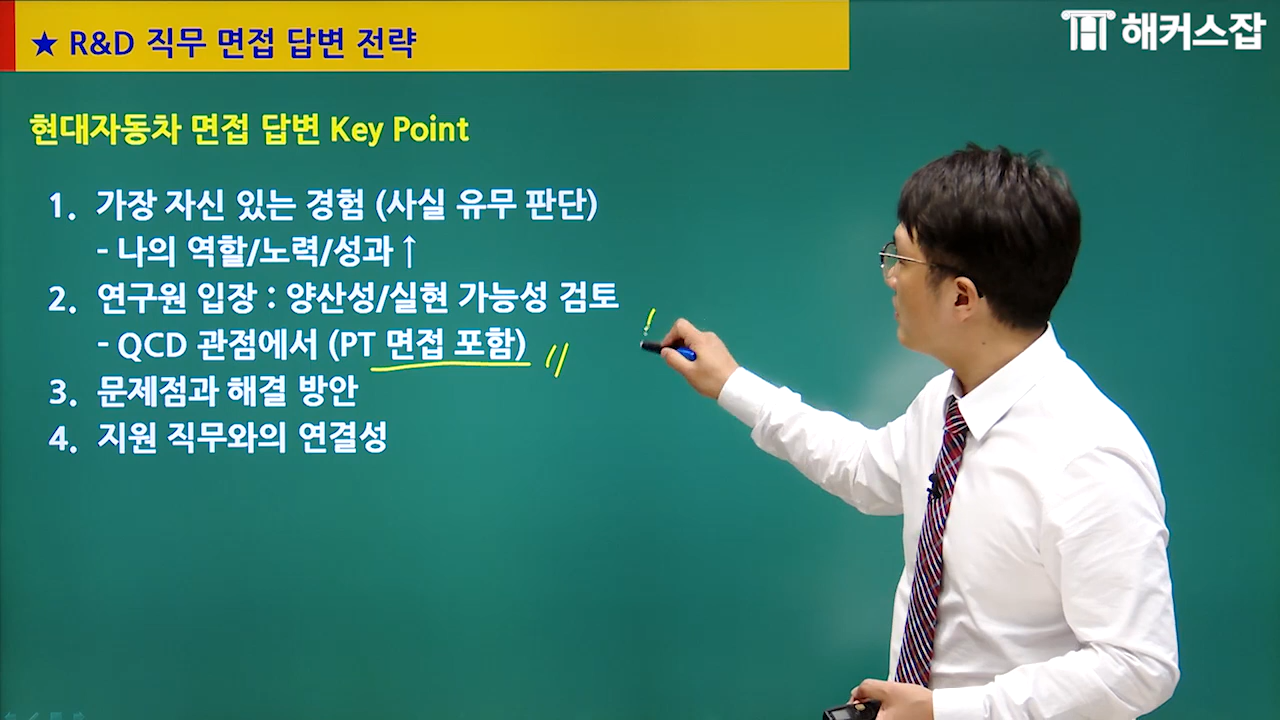 ★ R&D 직무 면접 답변 전략
해커스잡
현대자동차 면접 답변 Key Point
1. 가장 자신 있는 경험 (사실 유무 판단)
- 나의 역할/노력/성과↑
2. 연구원 입장 : 양산성/실현 가능성 검토
- QCD 관점에서 (PT 면접 포함)
3. 문제점과 해결 방안
4. 지원 직무와의 연결성